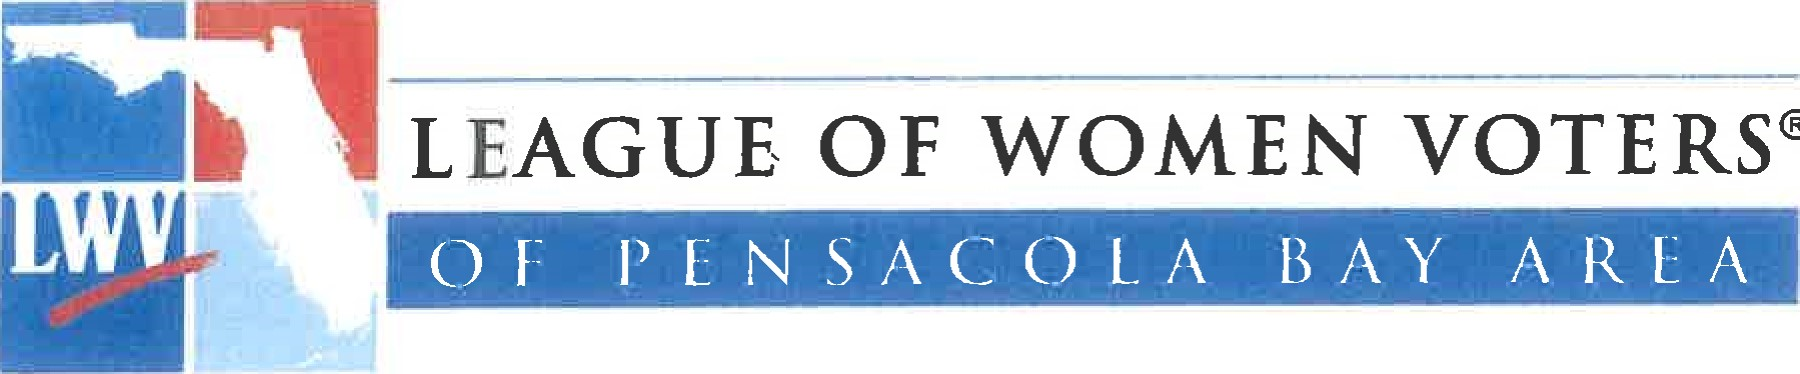 LEAGUE OF WOMEN VOTERS®
OF PENSACOLA BAY AREA
LWV